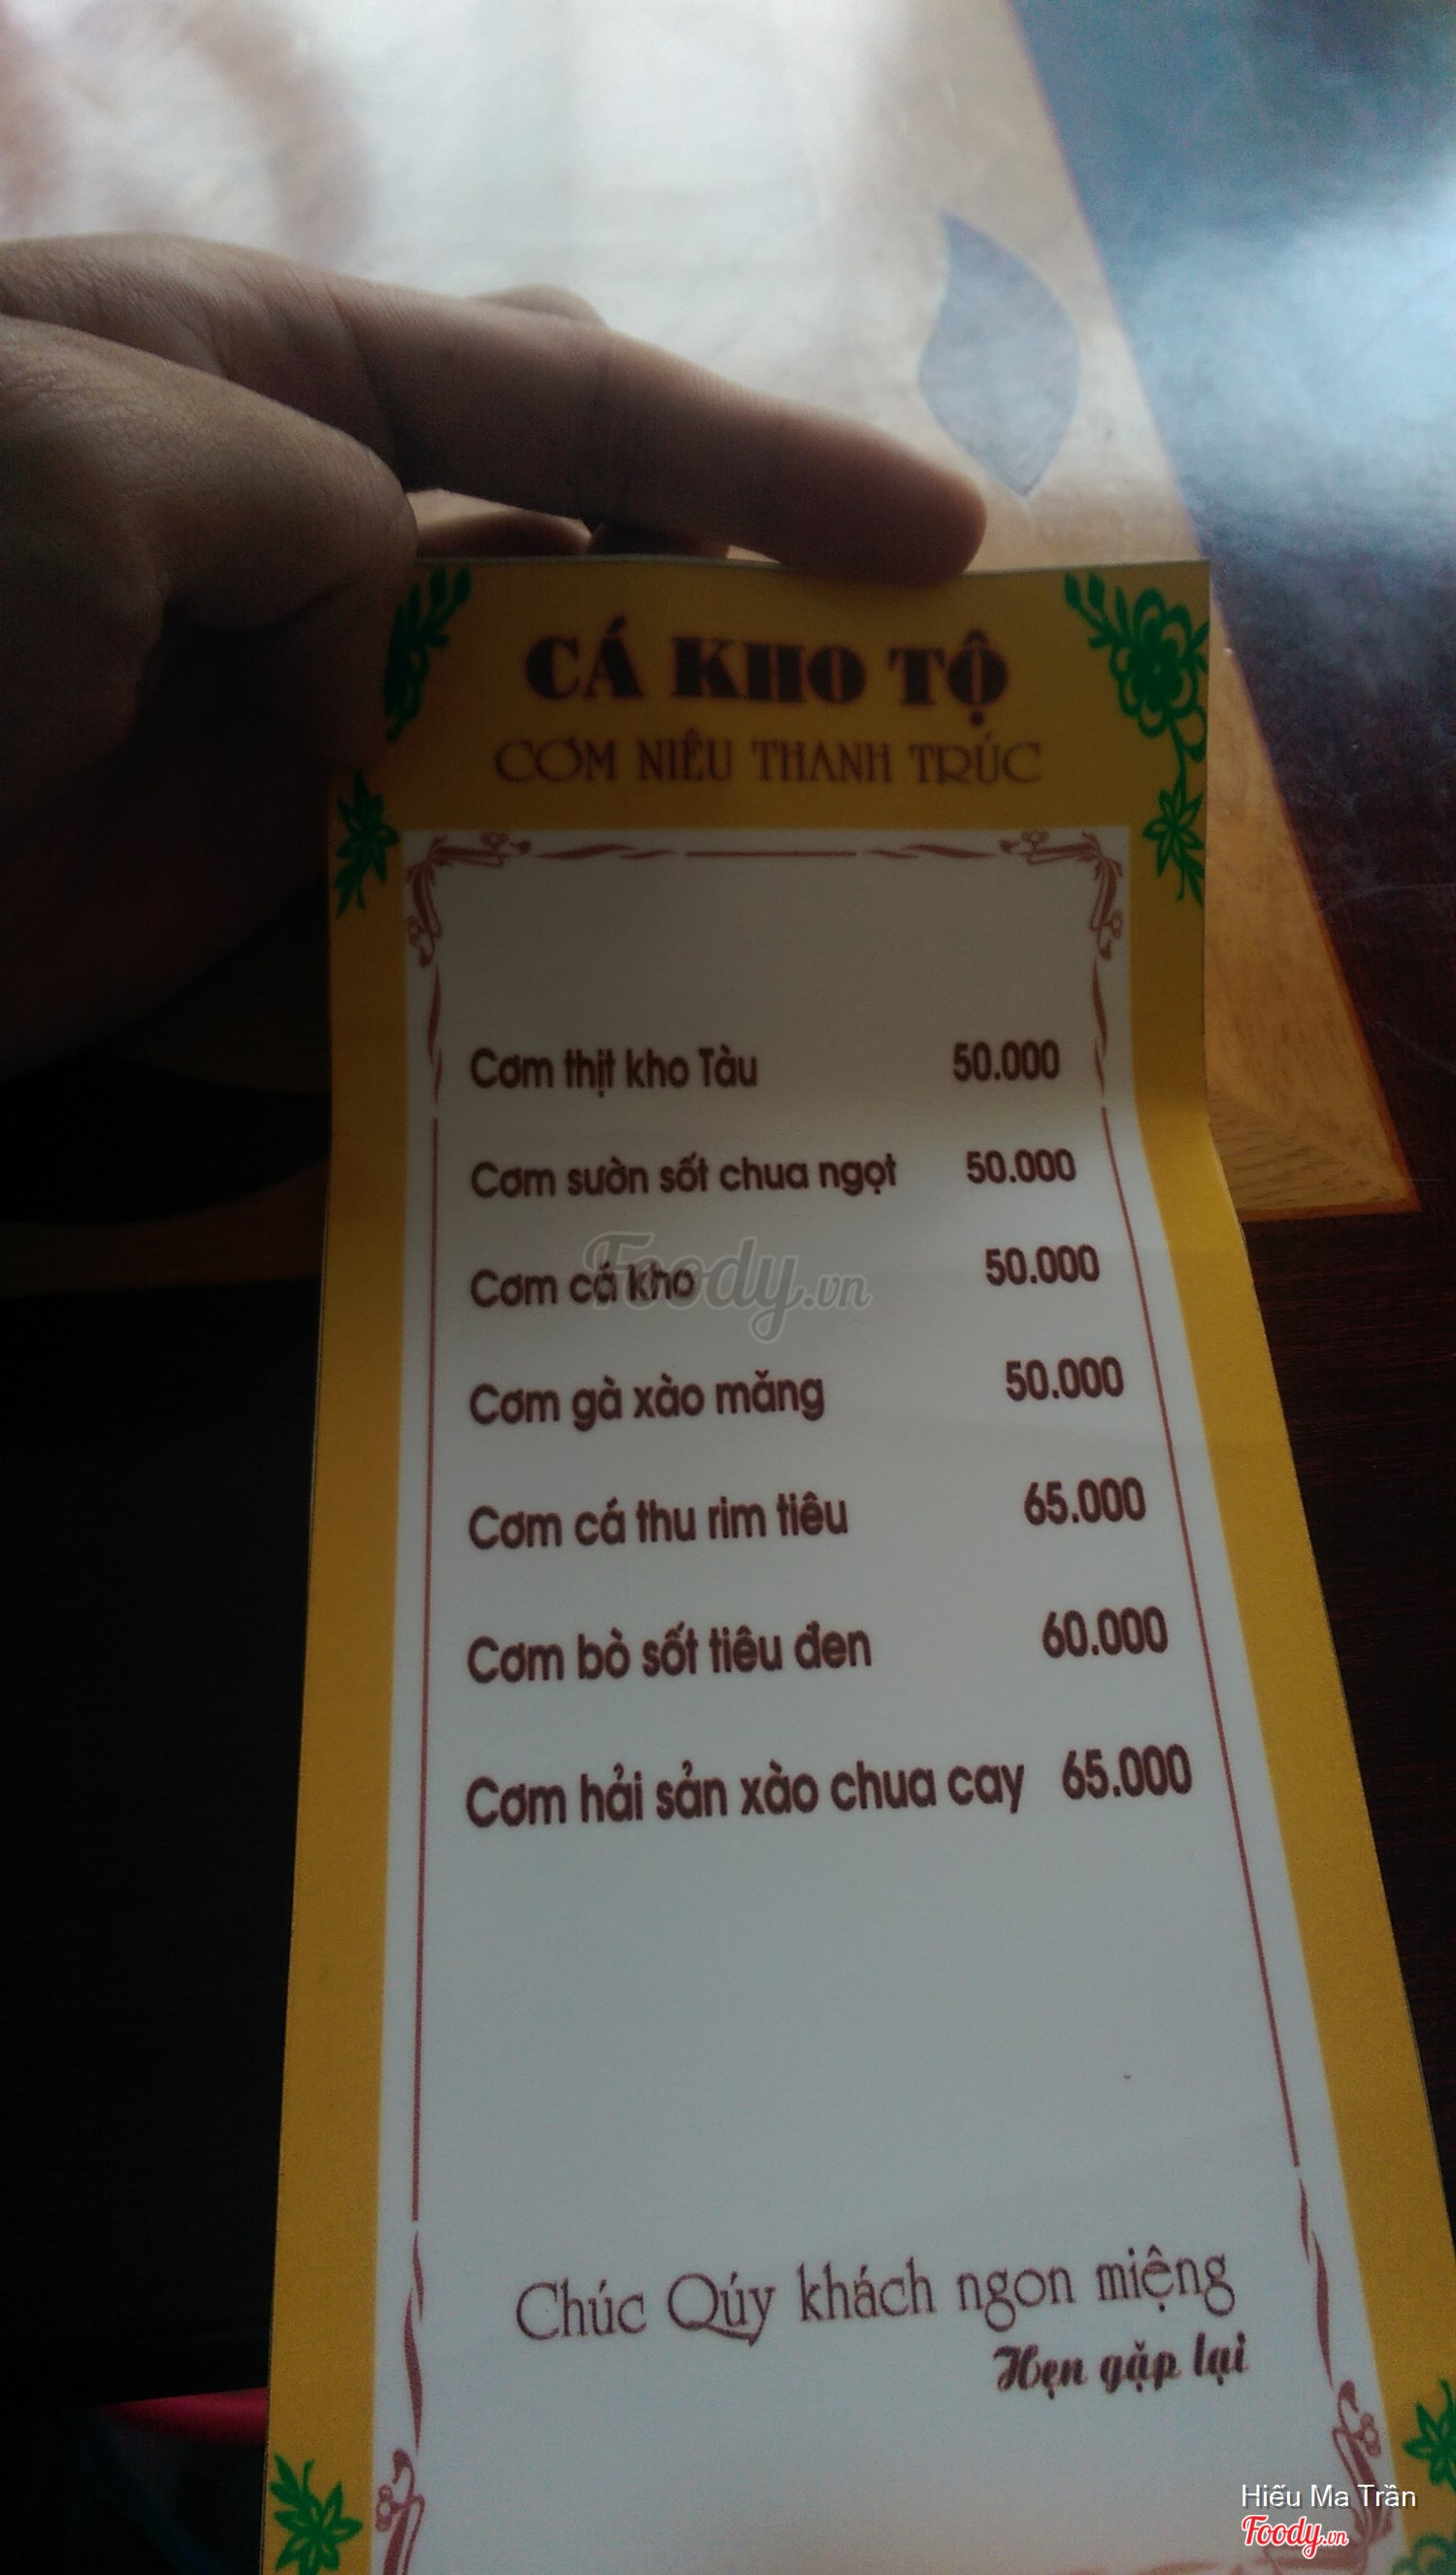 CÁ KHO TỘ
CƠM NIÊU THANH TRÚC
Cơm thịt kho Tàu 50.000
Cơm sườn sốt chua ngọt 50.000
Cơm cá kho 50.000
Foody.vn
Cơm gà xào măng 50.000
Cơm cá thu rim tiêu 65.000
Cơm bò sốt tiêu đen 60.000
Cơm hải sản xào chua cay 65.000
Chúc Qúy khách ngon miệng
Hẹn gặp lại
Hiếu Ma Trần
Foody.vn